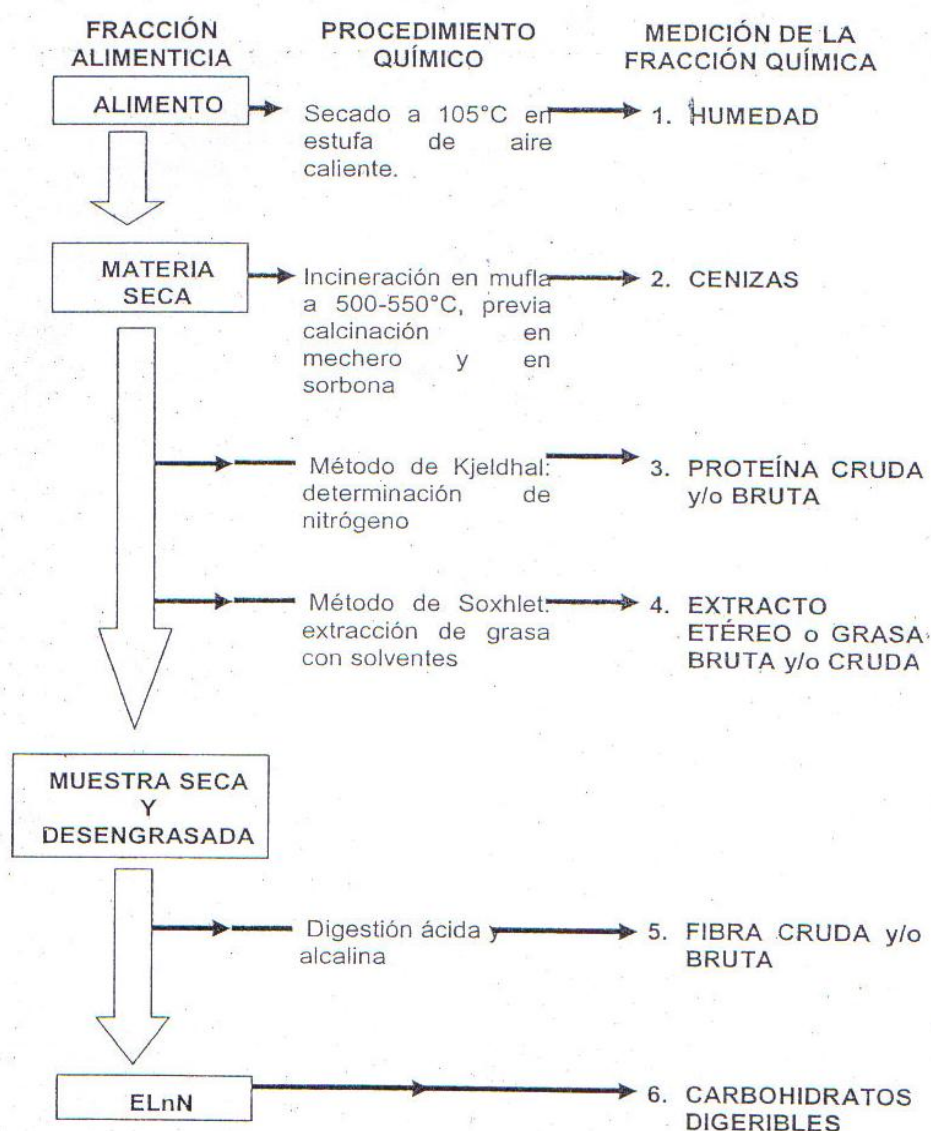 FRACCIÓN
ALIMENTICIA
PROCEDIMIENTO
QUÍMICO
MEDICIÓN DE LA
FRACCIÓN QUÍMICA
ALIMENTO
Secado a 105°C en
estufa de aire
caliente.
1. HUMEDAD
MATERIA
SECA
Incineración en mufla
a 500-550°C, previa
calcinación en
mechero y en
sorbona
2. CENIZAS
Método de Kjeldhal:
determinación de
nitrógeno
3. PROTEÍNA CRUDA
y/o BRUTA
Método de Soxhlet:
extracción de grasa
con solventes
4. EXTRACTO
ETÉREO o GRASA
BRUTA y/o CRUDA
MUESTRA SECA
Y
DESENGRASADA
Digestión ácida y
alcalina
5. FIBRA CRUDA y/o
BRUTA
ELnN
6. CARBOHIDRATOS
DIGERIBLES